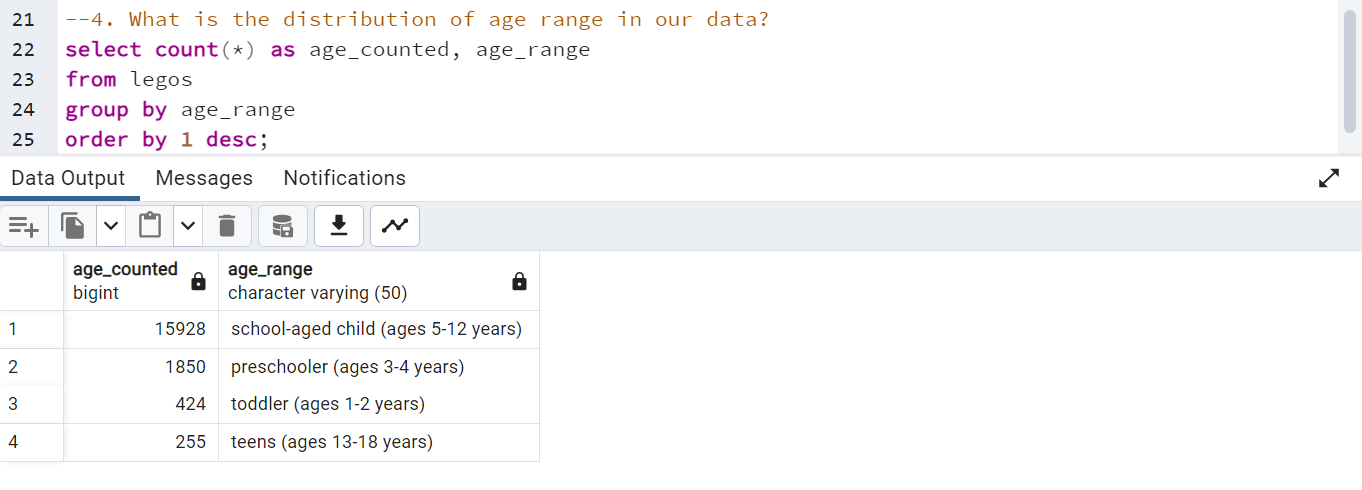 21 --4. What is the distribution of age range in our data?
22 select count(*) as age_counted, age_range
23 from legos
24 group by age_range
25 order by 1 desc;
Data Output Messages Notifications
age_counted age_range
bigint character varying (50)
1 15928 school-aged child (ages 5-12 years)
2 1850 preschooler (ages 3-4 years)
3 424 toddler (ages 1-2 years)
4 255 teens (ages 13-18 years)